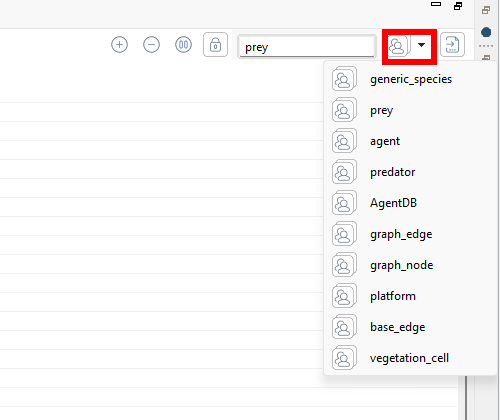 prey
generic_species
prey
agent
predator
AgentDB
graph_edge
graph_node
platform
base_edge
vegetation_cell